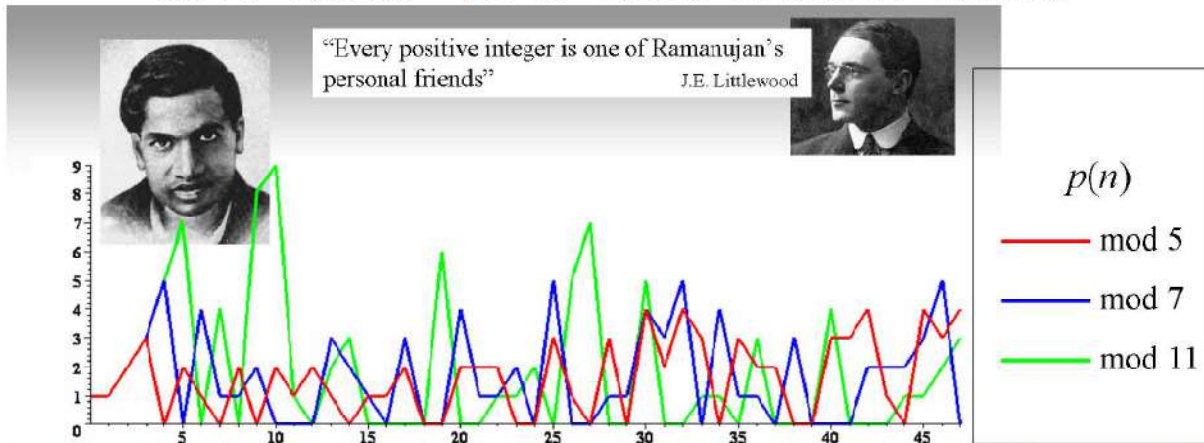 “Every positive integer is one of Ramanujan’s
personal friends”
J.E. Littlewood
p(n)
mod 5
mod 7
mod 11
9
8
7
6
5
4
3
2
1
0
5 10 15 20 25 30 35 40 45